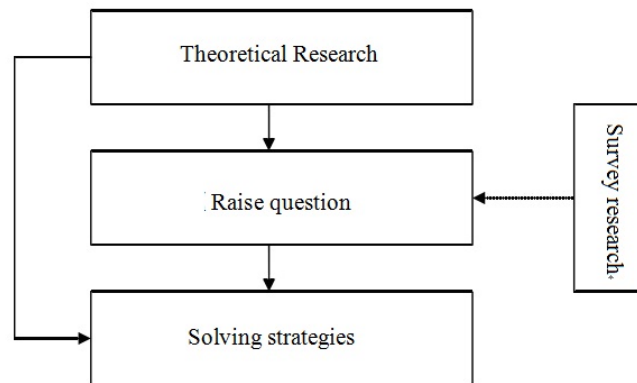 Theoretical Research
Raise question
Survey research
Solving strategies